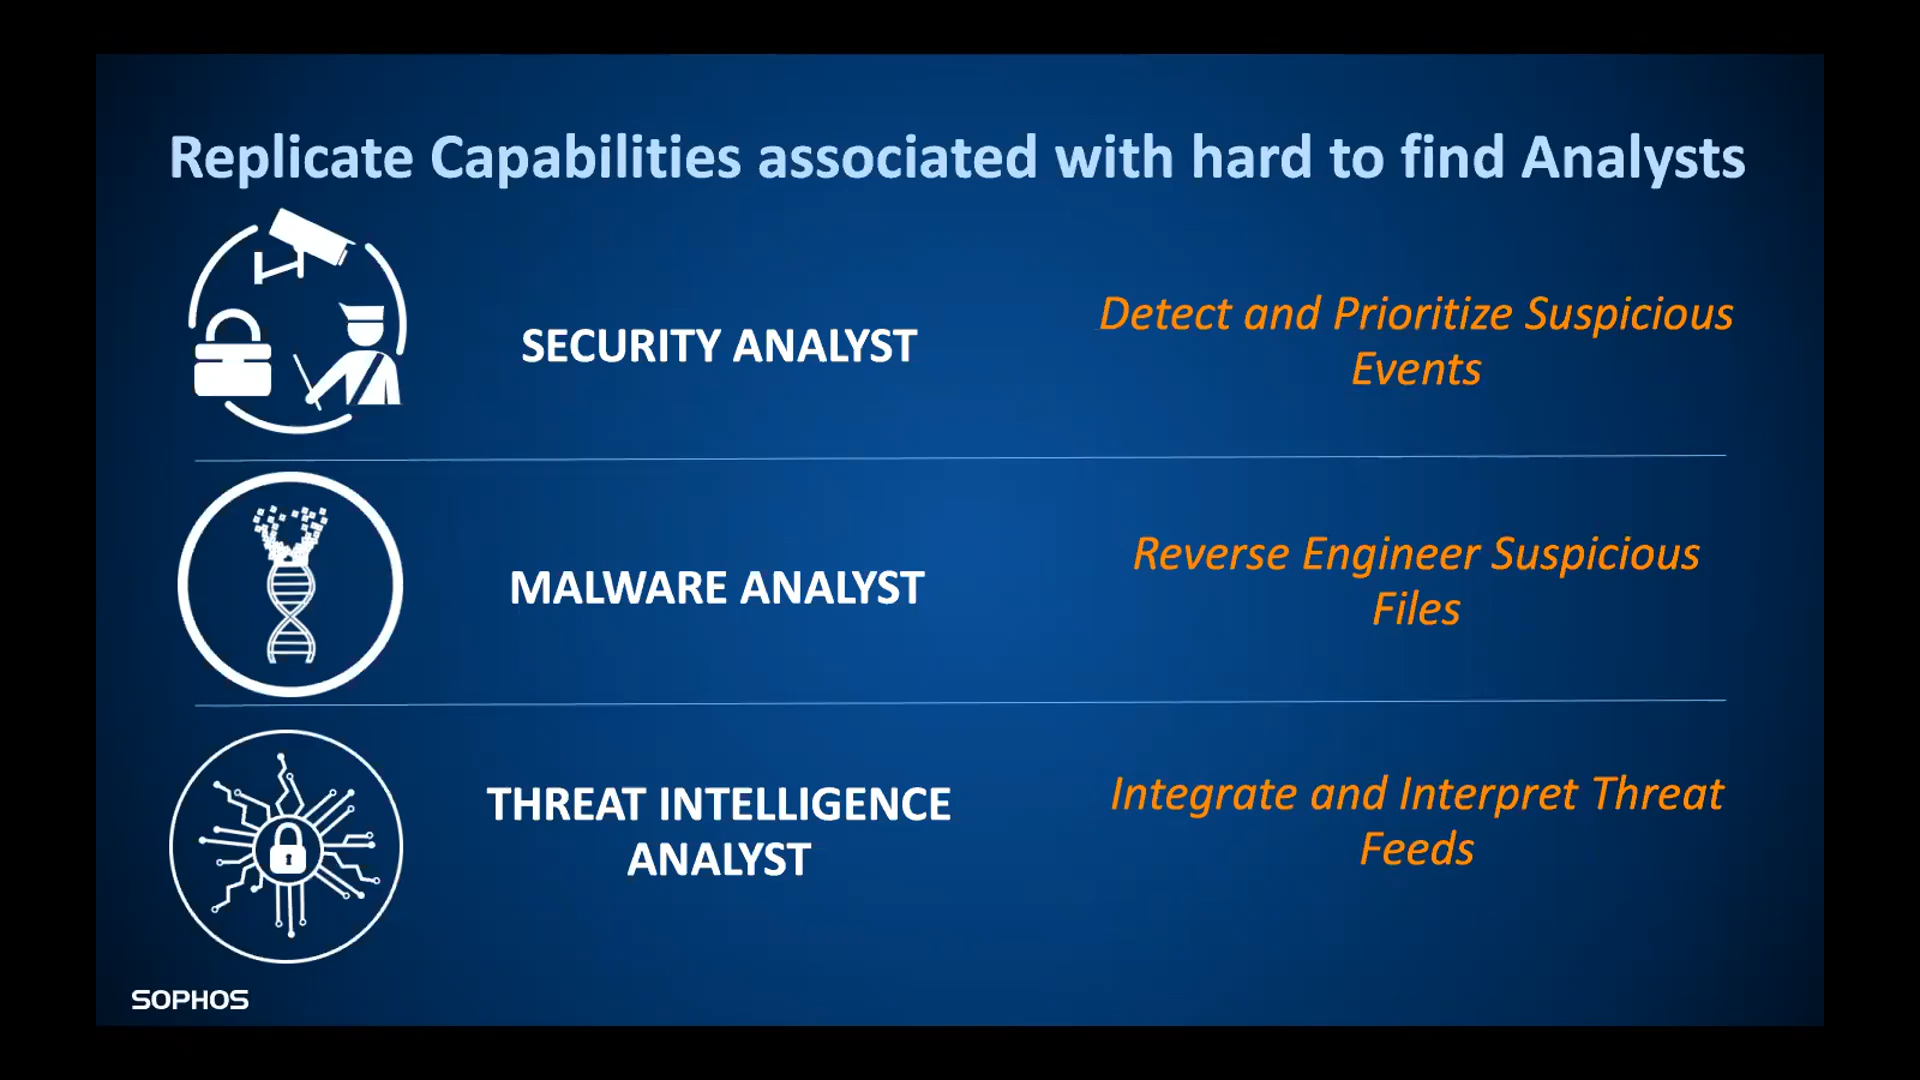 Replicate Capabilities associated with hard to find Analysts
SECURITY ANALYST
Detect and Prioritize Suspicious
Events
MALWARE ANALYST
Reverse Engineer Suspicious
Files
THREAT INTELLIGENCE
ANALYST
Integrate and Interpret Threat
Feeds
SOPHOS